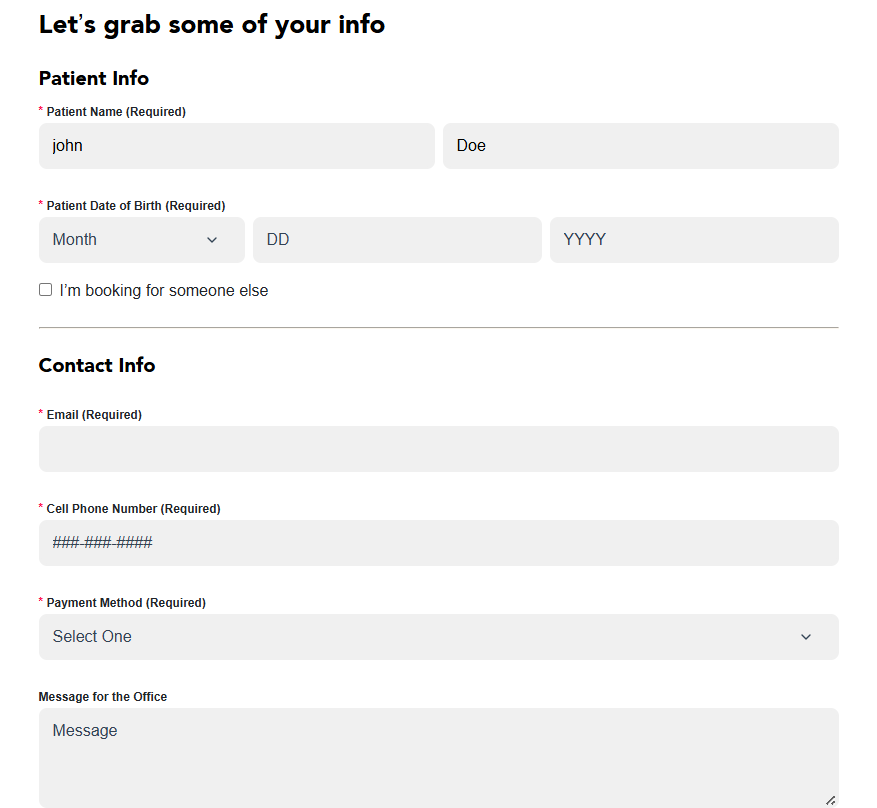 Let's grab some of your info
Patient Info
* Patient Name (Required)
john Doe
* Patient Date of Birth (Required)
Month DD YYYY
I'm booking for someone else
Contact Info
* Email (Required)
* Cell Phone Number (Required)
###-###-####
* Payment Method (Required)
Select One
Message for the Office
Message